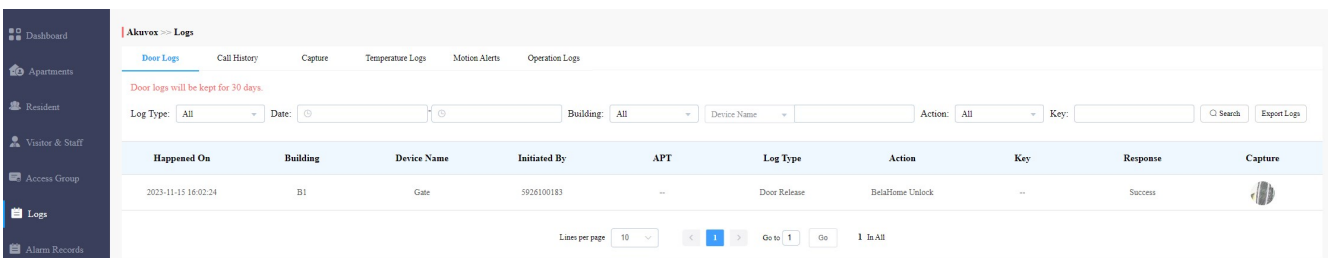 Dashboard
Apartments
Resident
Visitor & Staff
Access Group
Logs
Alarm Records
Akuvox >> Logs
Door Logs Call History Capture Temperature Logs Motion Alerts Operation Logs
Door logs will be kept for 30 days.
Log Type: All Date: - Building: All Device Name Action: All Key: Search Export Logs
Happened On Building Device Name Initiated By APT Log Type Action Key Response Capture
2023-11-15 16:02:24 B1 Gate 5926100183 -- Door Release BelaHome Unlock -- Success
Lines per page 10 < 1 > Go to 1 Go 1 In All